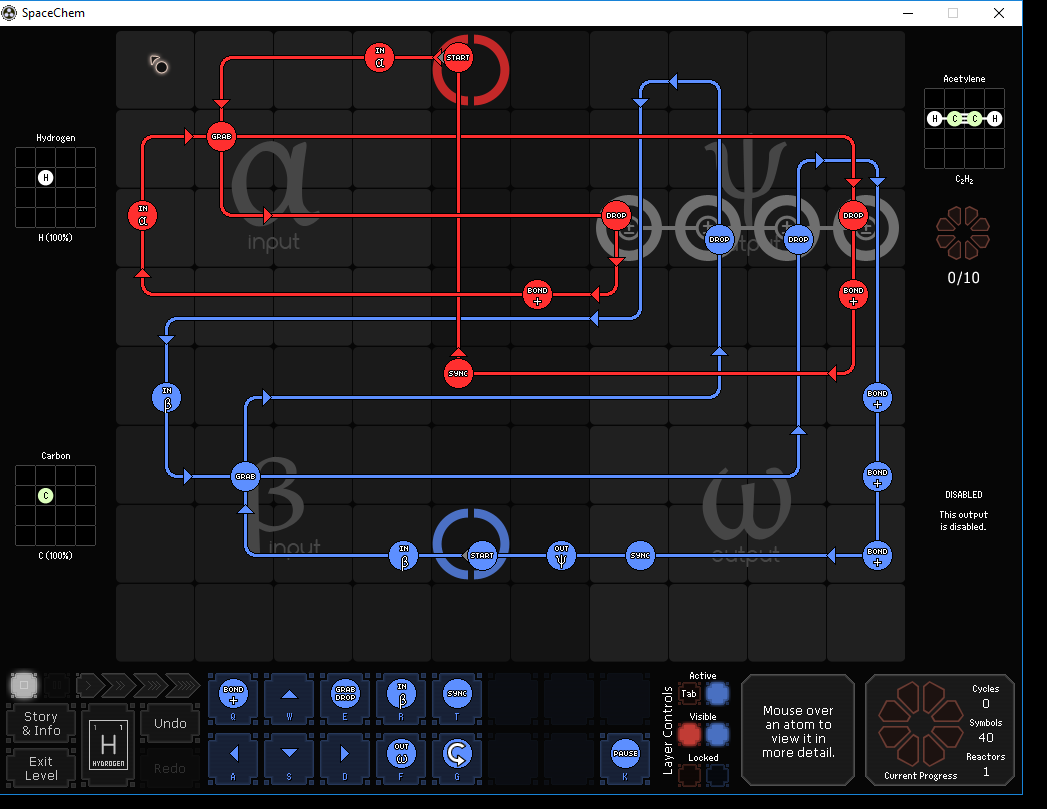 SpaceChem
IN
α
START
Acetylene
H C C H
C₂H₂
Hydrogen
H
H (100%)
GRAB
α
input
IN
α
DROP
ψ
output
DROP
DROP
DROP
± + + ±
0/10
BOND
+
BOND
+
SYNC
IN
β
BOND
+
Carbon
C
C (100%)
GRAB
β
input
BOND
+
ω
output
DISABLED
This output
is disabled.
IN
β
START
OUT
ψ
SYNC
BOND
+
Story
& Info
Exit
Level
1 1
H
HYDROGEN
Undo
Redo
BOND
+
Q
W
GRAB
DROP
E
IN
β
R
SYNC
T
A
S
D
OUT
ω
F
G
PAUSE
K
Layer Controls
Active
Tab
Visible
Locked
Mouse over
an atom to
view it in
more detail.
Cycles
0
Symbols
40
Reactors
1
Current Progress